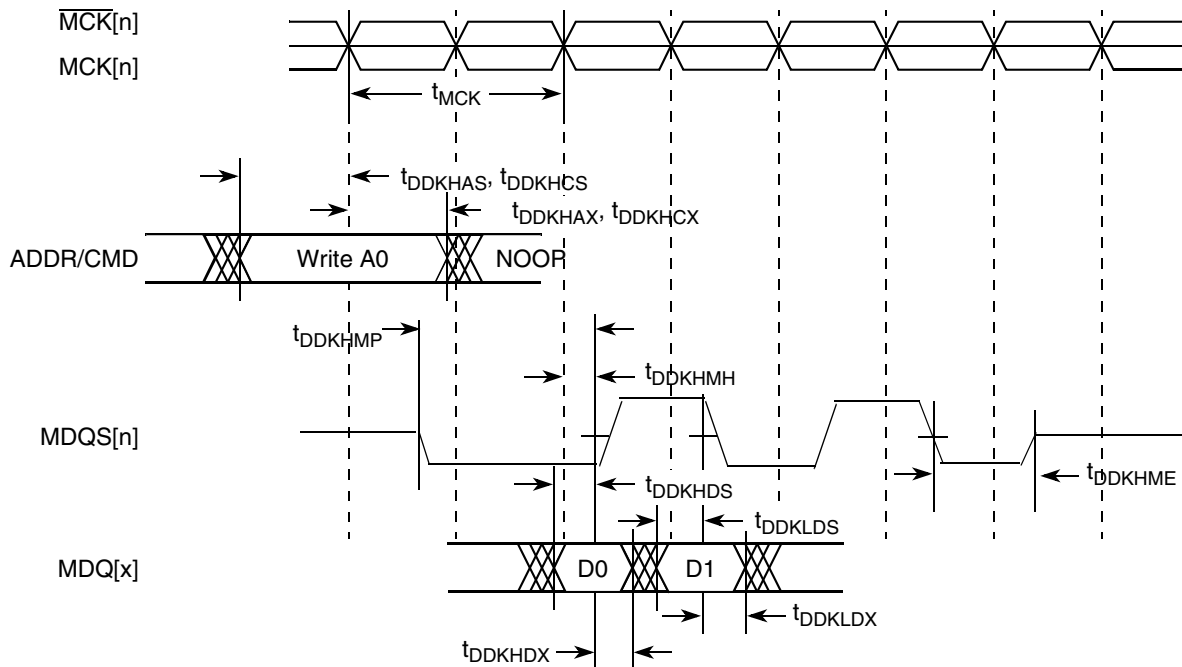 MCK[n]
MCK[n]
tMCK
tDDKHAS, tDDKHCS
tDDKHAX, tDDKHCX
ADDR/CMD
Write A0
NOOP
tDDKHMP
tDDKHMH
MDQS[n]
tDDKHME
tDDKHDS
tDDKLDS
MDQ[x]
D0
D1
tDDKLDX
tDDKHDX